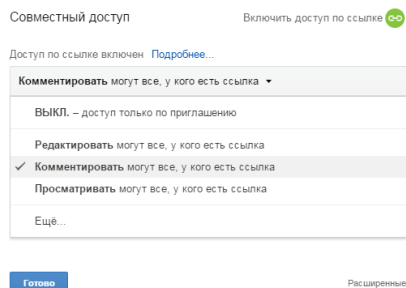 Совместный доступ
Включить доступ по ссылке
Доступ по ссылке включен Подробнее...
Комментировать могут все, у кого есть ссылка
ВЫКЛ. – доступ только по приглашению
Редактировать могут все, у кого есть ссылка
Комментировать могут все, у кого есть ссылка
Просматривать могут все, у кого есть ссылка
Ещё...
Готово
Расширенные